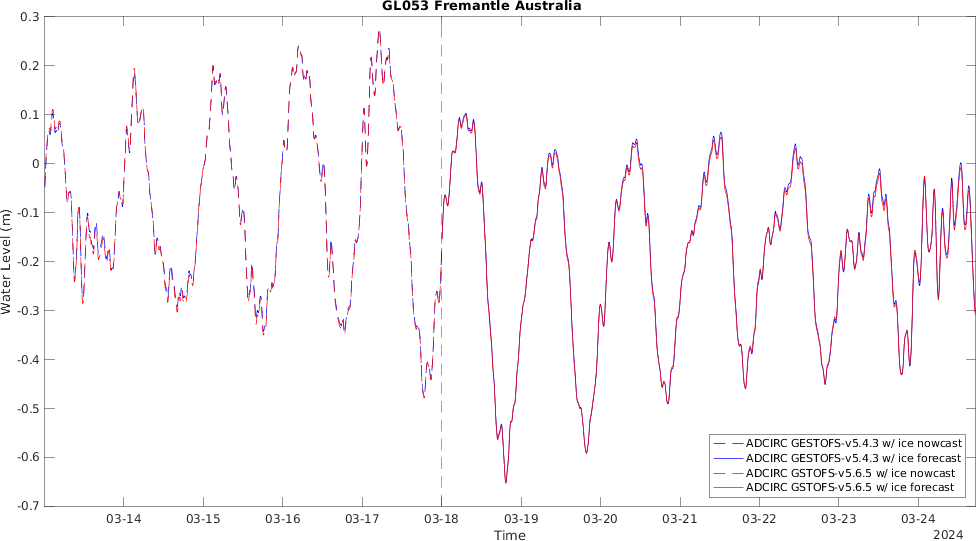 GL053 Fremantle Australia
0.3
0.2
0.1
0
-0.1
-0.2
-0.3
-0.4
-0.5
-0.6
-0.7
Water Level (m)
ADCIRC GESTOFS-v5.4.3 w/ ice nowcast
ADCIRC GESTOFS-v5.4.3 w/ ice forecast
ADCIRC GSTOFS-v5.6.5 w/ ice nowcast
ADCIRC GSTOFS-v5.6.5 w/ ice forecast
03-14 03-15 03-16 03-17 03-18 03-19 03-20 03-21 03-22 03-23 03-24
Time
2024